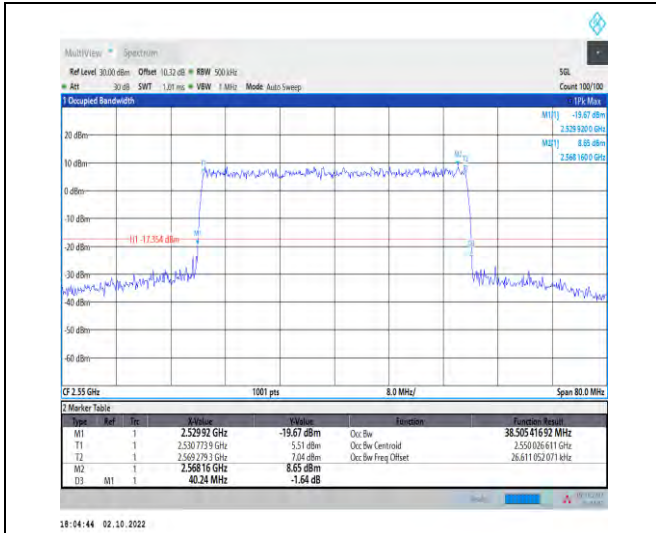 MultiView Spectrum
Ref Level 30.00 dBm Offset 10.32 dB RBW 500 kHz SGL
Att 30 dB SWT 1.01 ms VBW 1 MHz Mode Auto Sweep Count 100/100
1 Occupied Bandwidth 1Pk Max
M1[1] -19.67 dBm
2.529 920 0 GHz
M2[1] 8.65 dBm
2.568 160 0 GHz
20 dBm
M2
T1 T2
10 dBm
0 dBm
-10 dBm
M1
H1 -17.354 dBm
D3
-20 dBm
-30 dBm
-40 dBm
-50 dBm
-60 dBm
CF 2.55 GHz 1001 pts 8.0 MHz/ Span 80.0 MHz
2 Marker Table
Type Ref Trc X-Value Y-Value Function Function Result
M1 1 2.529 92 GHz -19.67 dBm Occ Bw 38.505 416 92 MHz
T1 1 2.530 773 9 GHz 5.51 dBm Occ Bw Centroid 2.550 026 611 GHz
T2 1 2.569 279 3 GHz 7.04 dBm Occ Bw Freq Offset 26.611 052 071 kHz
M2 1 2.568 16 GHz 8.65 dBm
D3 M1 1 40.24 MHz -1.64 dB
18:04:44 02.10.2022